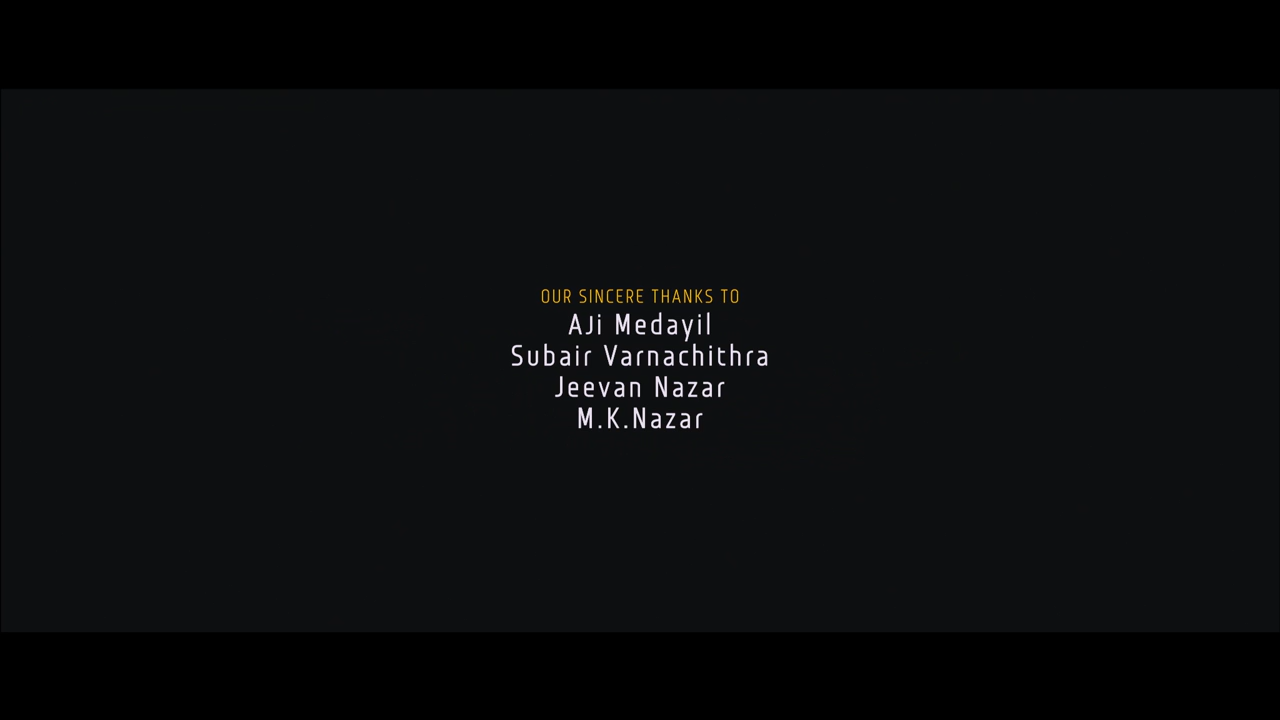 OUR SINCERE THANKS TO
AJi Medayil
Subair Varnachithra
Jeevan Nazar
M.K.Nazar